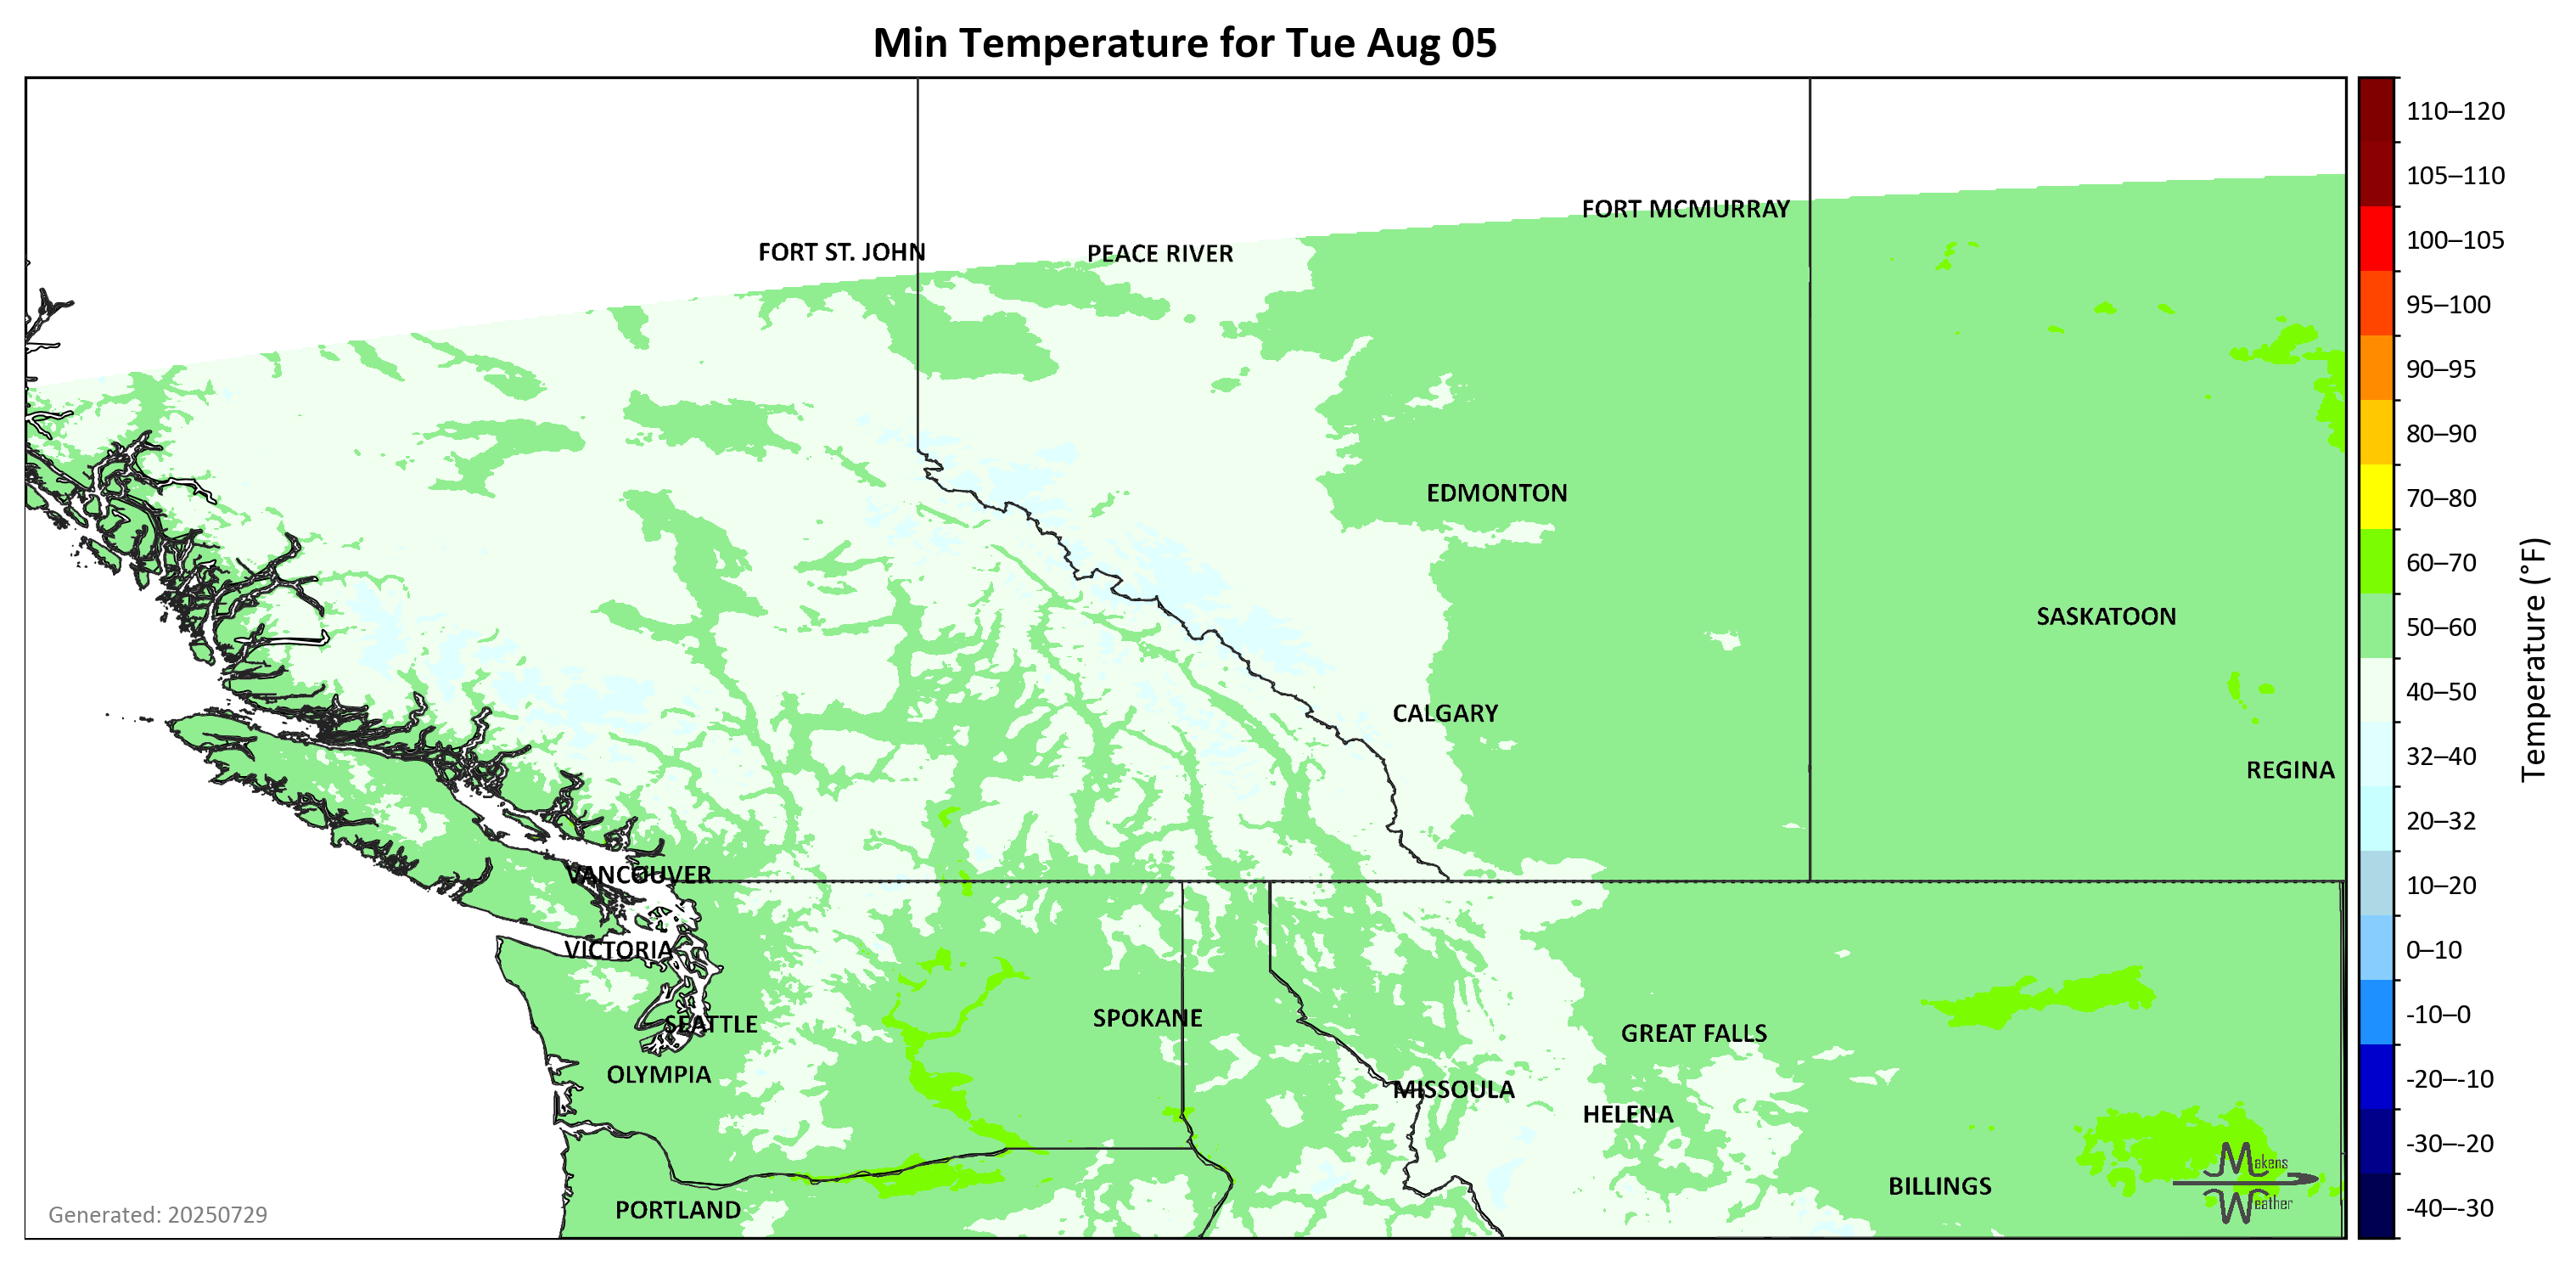 Min Temperature for Tue Aug 05
110–120
105–110
FORT MCMURRAY
100–105
FORT ST. JOHN
PEACE RIVER
95–100
90–95
80–90
EDMONTON
70–80
60–70
SASKATOON
50–60
Temperature (°F)
40–50
CALGARY
32–40
REGINA
20–32
VANCOUVER
10–20
VICTORIA
0–10
SPOKANE
-10–0
SEATTLE
GREAT FALLS
OLYMPIA
-20–-10
MISSOULA
HELENA
-30–-20
Makens
Weather
BILLINGS
-40–-30
PORTLAND
Generated: 20250729